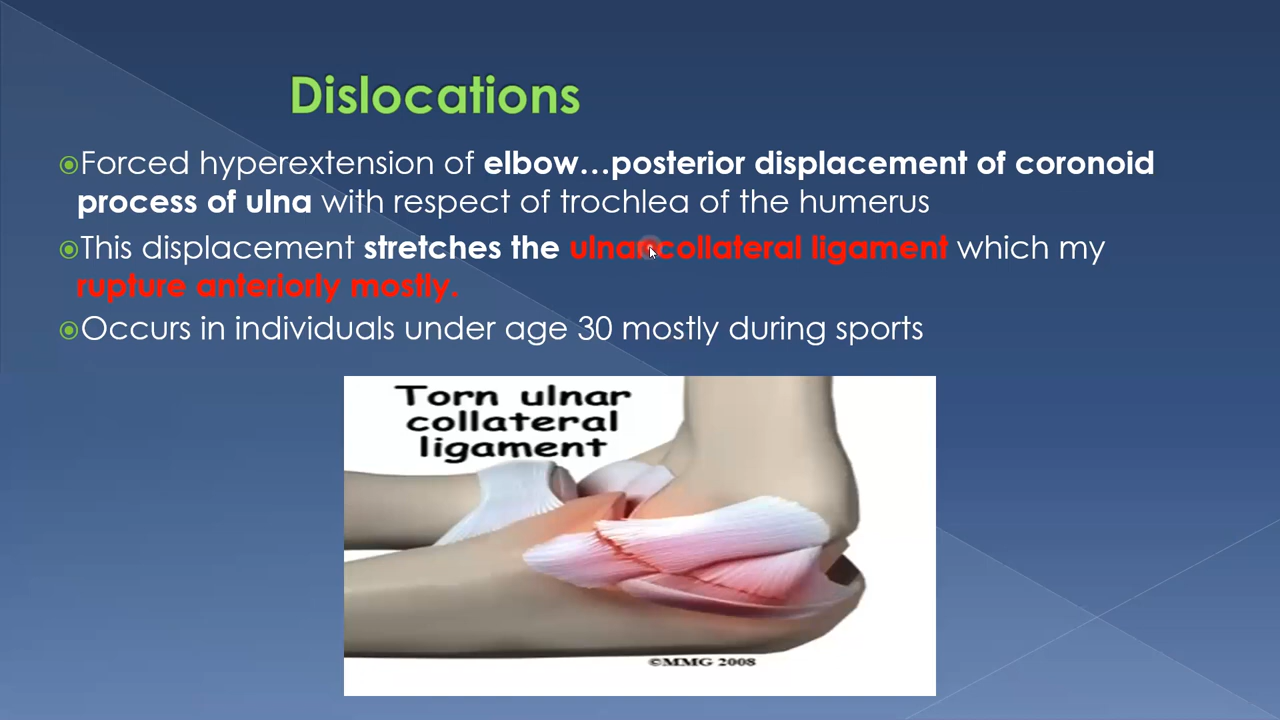 Dislocations
Forced hyperextension of elbow...posterior displacement of coronoid
process of ulna with respect of trochlea of the humerus
This displacement stretches the ulnar collateral ligament which my
rupture anteriorly mostly.
Occurs in individuals under age 30 mostly during sports
Torn ulnar
collateral
ligament
©MMG 2008